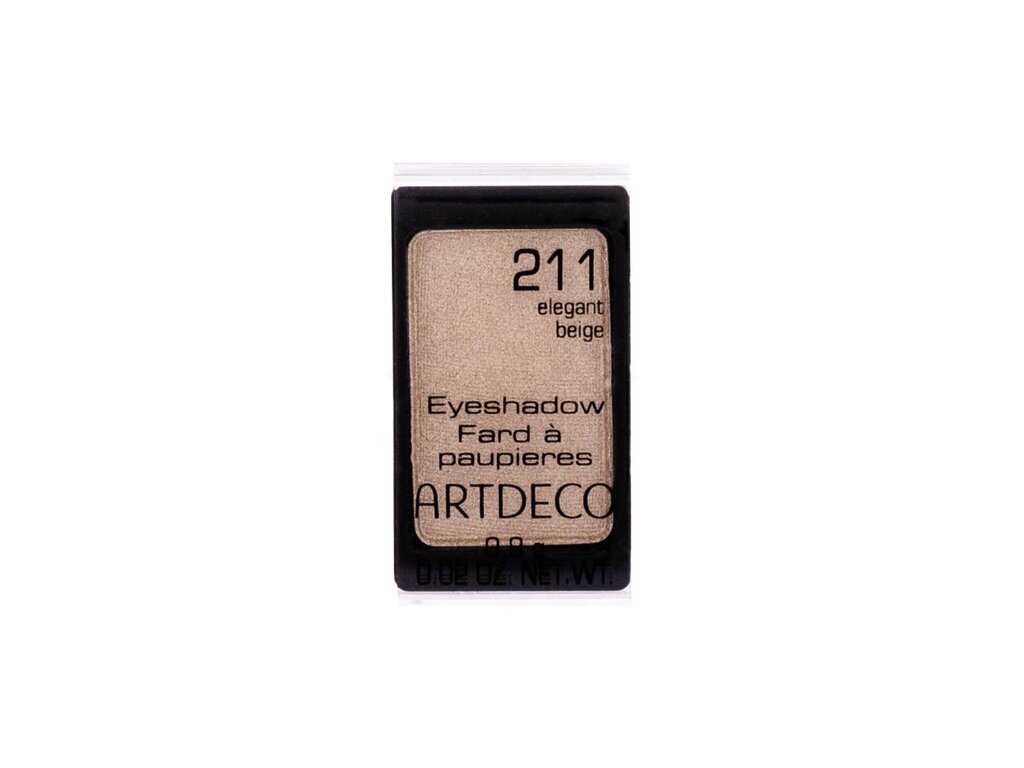 211
elegant
beige
Eyeshadow
Fard à
paupieres
ARTDECO
g
0.02 OZ. NET.WT.